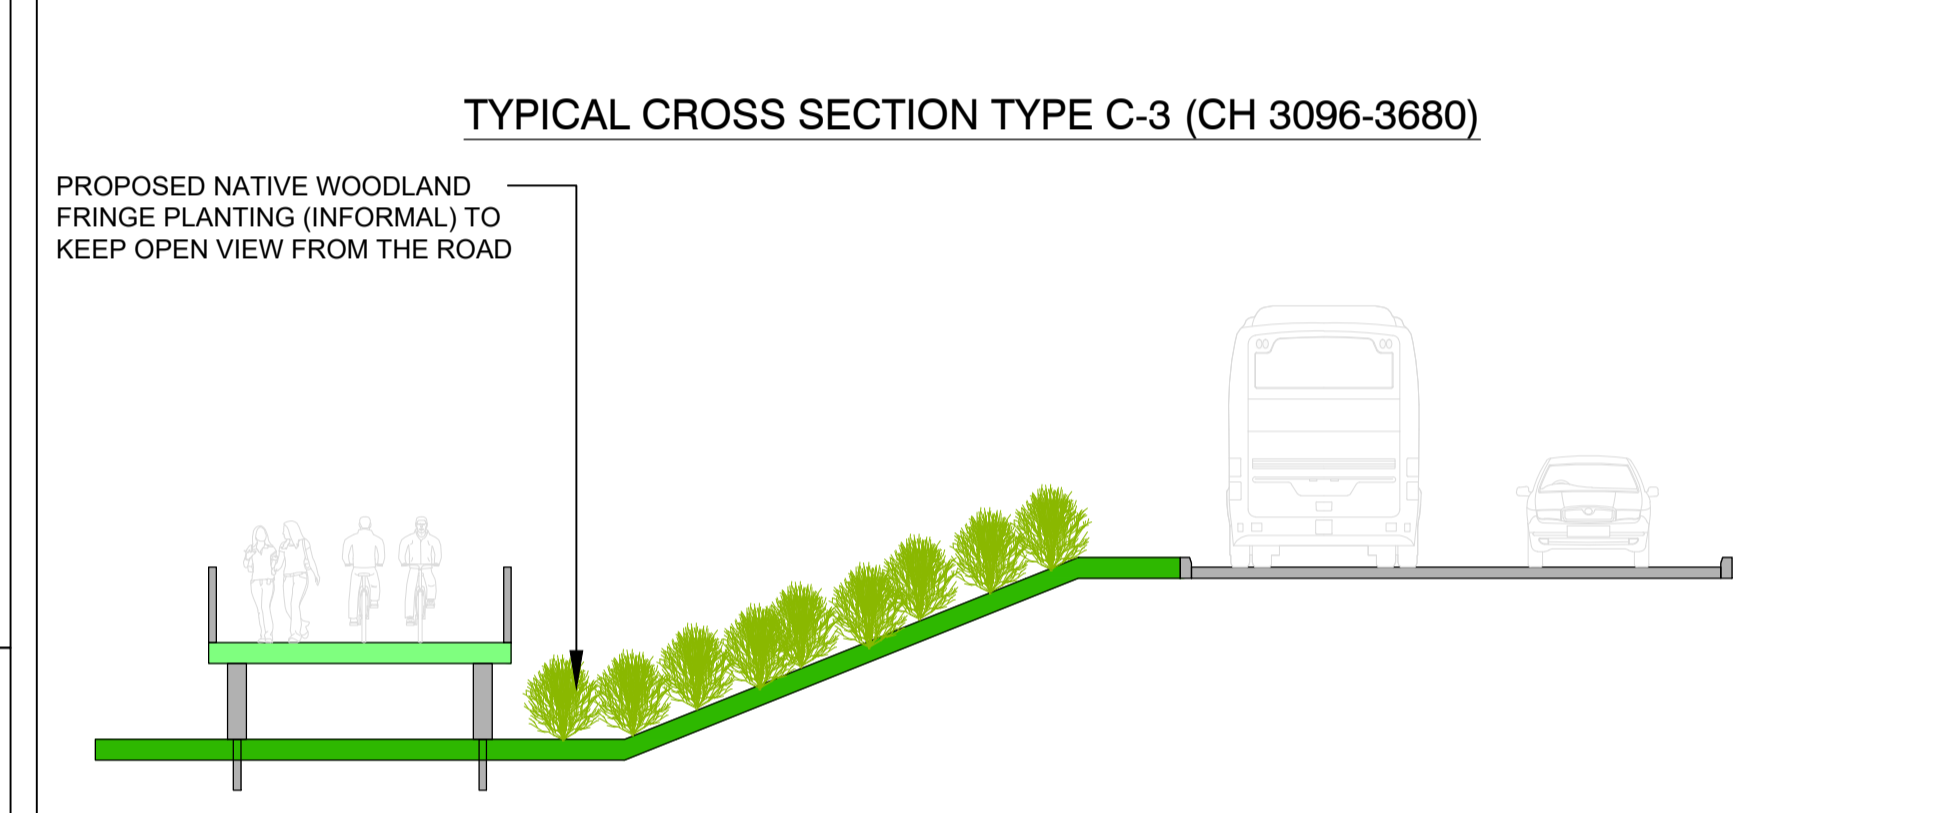 TYPICAL CROSS SECTION TYPE C-3 (CH 3096-3680)
PROPOSED NATIVE WOODLAND
FRINGE PLANTING (INFORMAL) TO
KEEP OPEN VIEW FROM THE ROAD